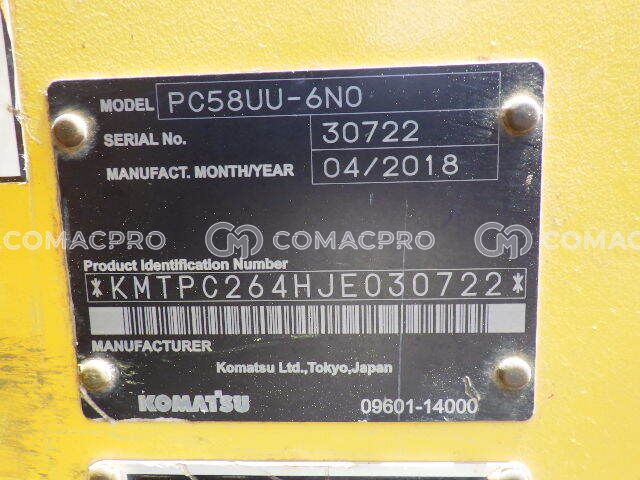 MODEL PC58UU-6N0
SERIAL No. 30722
MANUFACT. MONTH/YEAR 04/2018
COMACPRO COMACPRO COMACPRO
Product Identification Number
*KMTPC264HJE030722*
MANUFACTURER
Komatsu Ltd.,Tokyo,Japan
KOMATSU 09601-14000